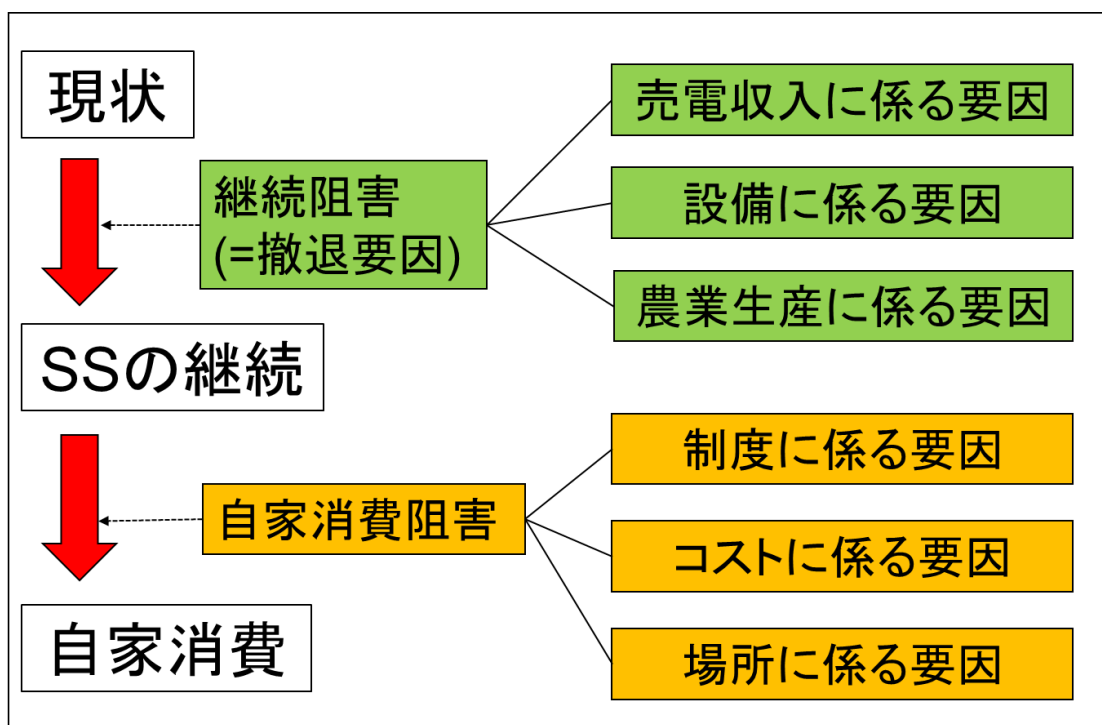 現状
売電収入に係る要因
継続阻害
(=撤退要因)
設備に係る要因
農業生産に係る要因
SSの継続
制度に係る要因
自家消費阻害
コストに係る要因
自家消費
場所に係る要因